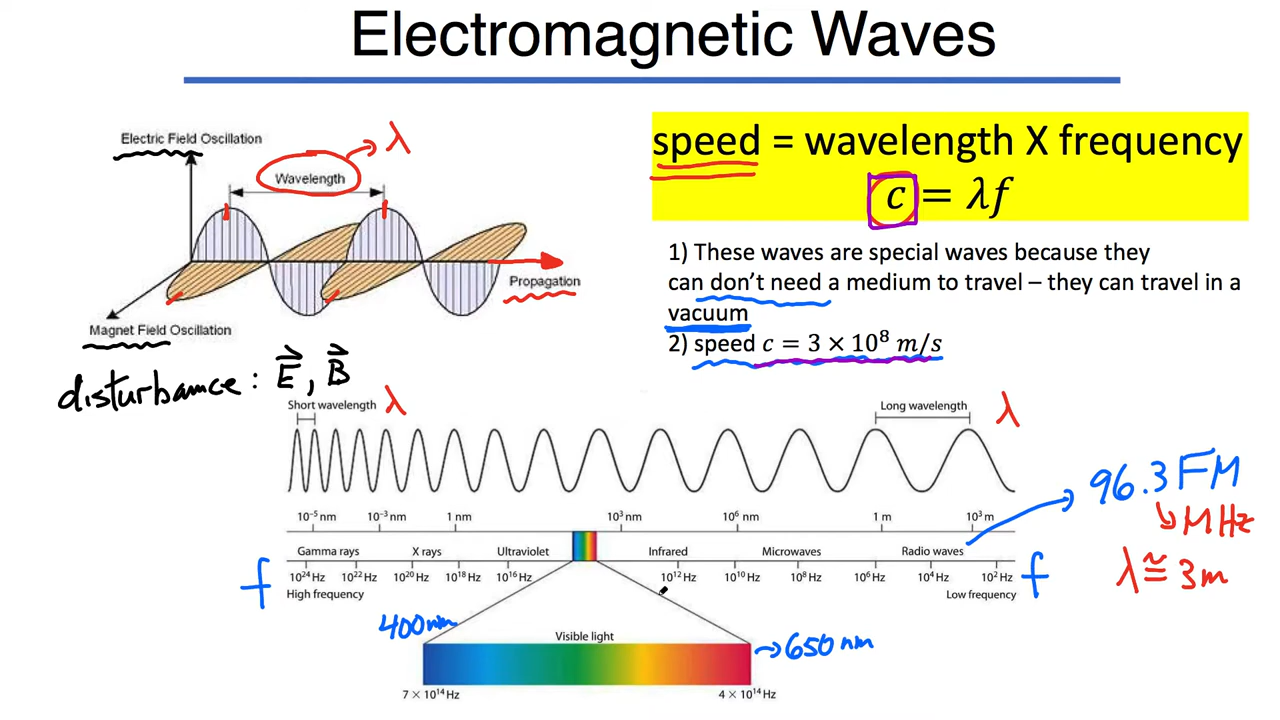 Electromagnetic Waves
Electric Field Oscillation
Wavelength
λ
Propagation
Magnet Field Oscillation
disturbance: E⃗, B⃗
speed = wavelength X frequency
c = λf
1) These waves are special waves because they
can don't need a medium to travel – they can travel in a
vacuum
2) speed c = 3 × 10⁸ m/s
Short wavelength λ
Long wavelength λ
10⁻⁵ nm 10⁻³ nm 1 nm 10³ nm 10⁶ nm 1 m 10³ m
Gamma rays X rays Ultraviolet Infrared Microwaves Radio waves
f 10²⁴ Hz 10²² Hz 10²⁰ Hz 10¹⁸ Hz 10¹⁶ Hz 10¹² Hz 10¹⁰ Hz 10⁸ Hz 10⁶ Hz 10⁴ Hz 10² Hz f
High frequency Low frequency
96.3 FM
MHz
λ ≅ 3m
400nm
Visible light
650 nm
7 × 10¹⁴ Hz 4 × 10¹⁴ Hz